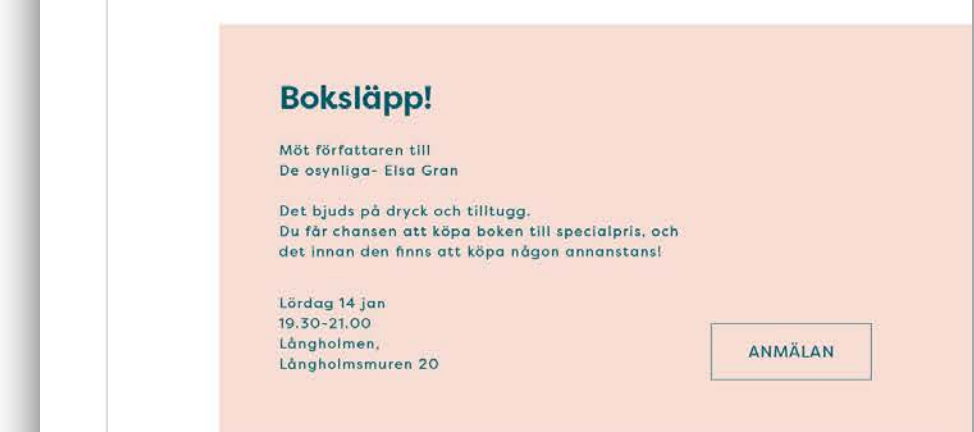 Boksläpp!
Möt författaren till
De osynliga- Elsa Gran
Det bjuds på dryck och tilltugg.
Du får chansen att köpa boken till specialpris, och
det innan den finns att köpa någon annanstans!
Lördag 14 jan
19.30-21.00
Långholmen,
Långholmsmuren 20
ANMÄLAN